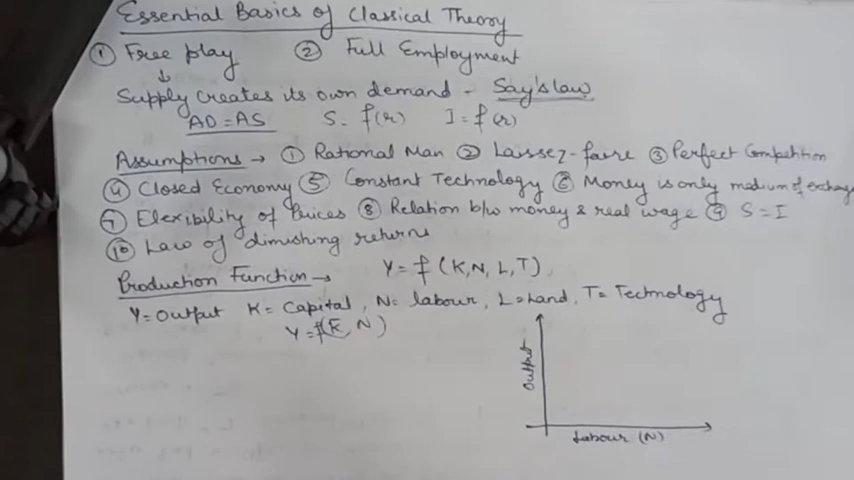 Essential Basics of Classical Theory
① Free play ② Full Employment
↓
Supply creates its own demand - Say's law
AD = AS S = f(r) I = f(r)
Assumptions → ① Rational Man ② Laissez-faire ③ Perfect Competition
④ Closed Economy ⑤ Constant Technology ⑥ Money is only medium of exchange
⑦ Flexibility of Prices ⑧ Relation b/w money & real wage ⑨ S = I
⑩ Law of dimishing returns
Production Function → Y = f (K, N, L, T)
Y = Output K = Capital, N = labour, L = Land, T = Technology
Y = f(K̅, N)
Output
Labour (N)